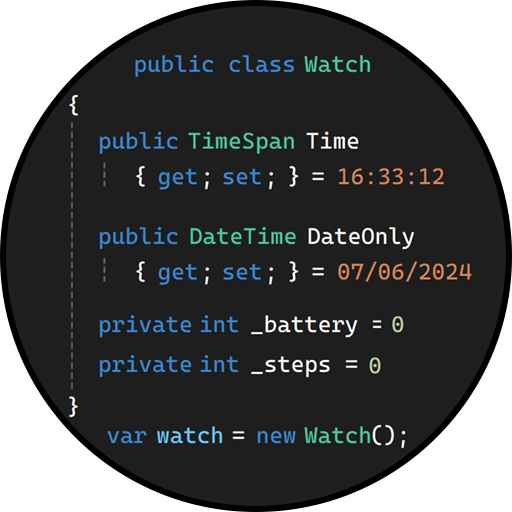 public class Watch
{
public TimeSpan Time
{ get; set; } = 16:33:12
public DateTime DateOnly
{ get; set; } = 07/06/2024
private int _battery = 0
private int _steps = 0
}
var watch = new Watch();